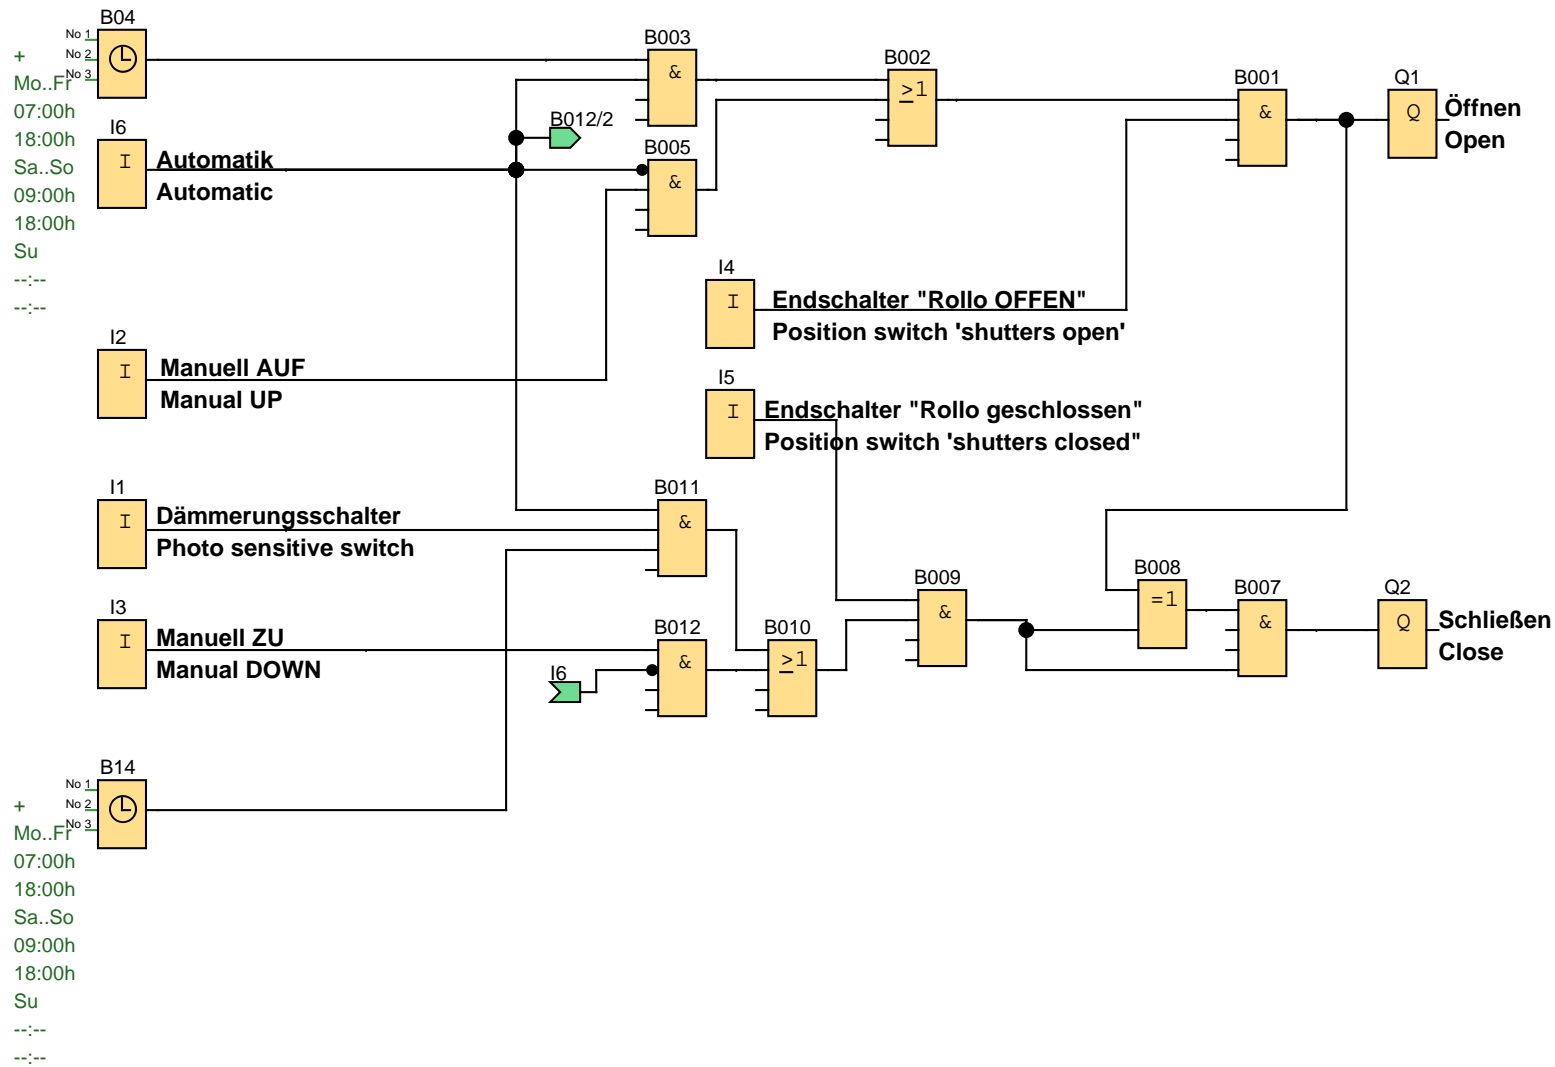 B04
No 1
No 2
No 3
+
Mo..Fr
07:00h
18:00h
Sa..So
09:00h
18:00h
Su
--:--
--:--
I6
I
Automatik
Automatic
B012/2
B003
&
B005
&
B002
>1
B001
&
Q1
Q
Öffnen
Open
I4
I
Endschalter "Rollo OFFEN"
Position switch 'shutters open'
I2
I
Manuell AUF
Manual UP
I5
I
Endschalter "Rollo geschlossen"
Position switch 'shutters closed"
I1
I
Dämmerungsschalter
Photo sensitive switch
B011
&
I3
I
Manuell ZU
Manual DOWN
I6
B012
&
B010
>1
B009
&
B008
=1
B007
&
Q2
Q
Schließen
Close
B14
No 1
No 2
No 3
+
Mo..Fr
07:00h
18:00h
Sa..So
09:00h
18:00h
Su
--:--
--:--